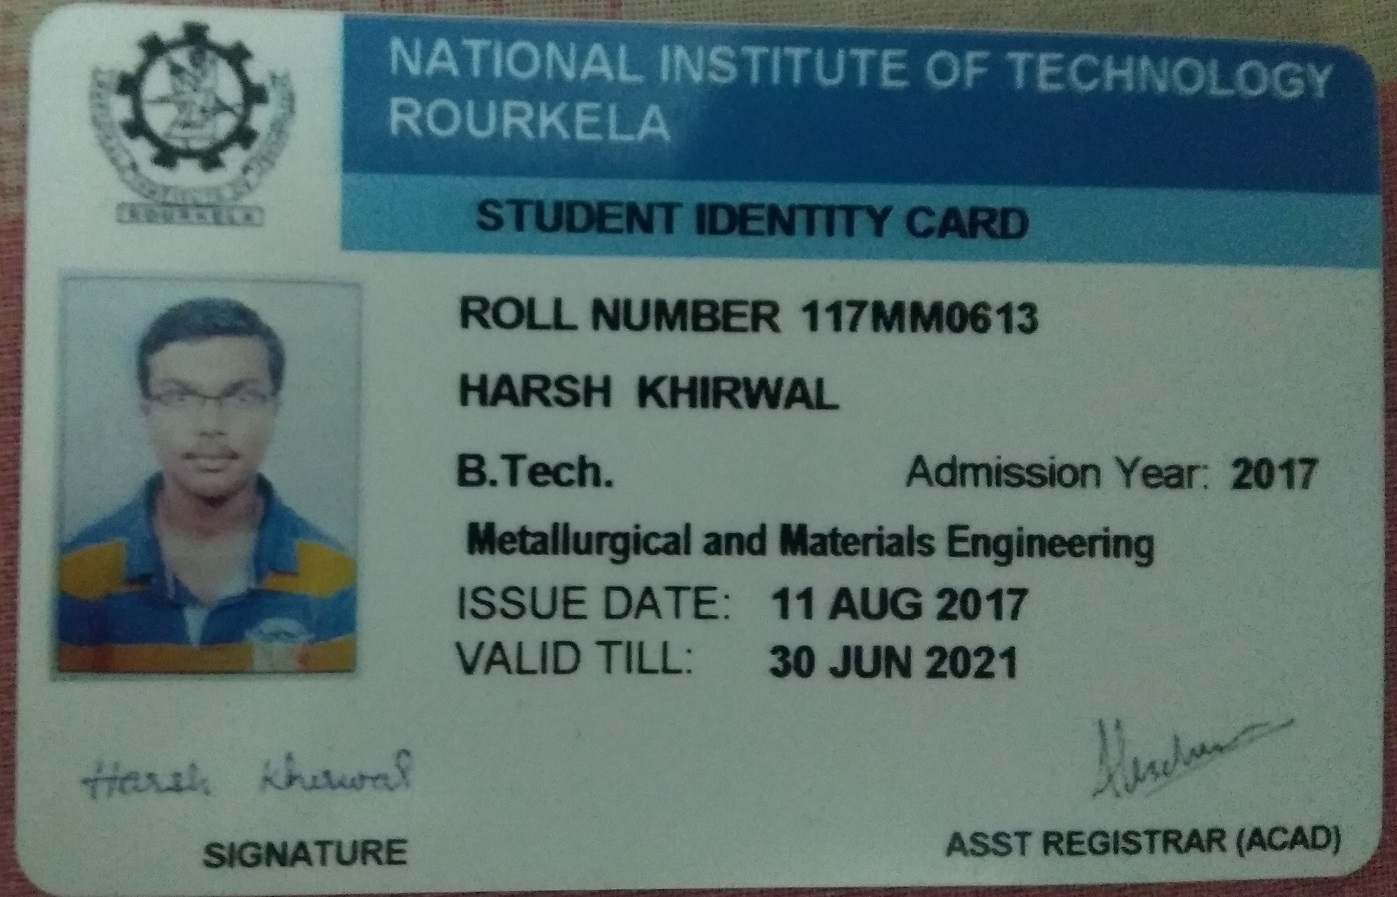 NATIONAL INSTITUTE OF TECHNOLOGY
ROURKELA
ROURKELA
STUDENT IDENTITY CARD
ROLL NUMBER 117MM0613
HARSH KHIRWAL
B.Tech. Admission Year: 2017
Metallurgical and Materials Engineering
ISSUE DATE: 11 AUG 2017
VALID TILL: 30 JUN 2021
Harsh Khirwal
SIGNATURE
ASST REGISTRAR (ACAD)